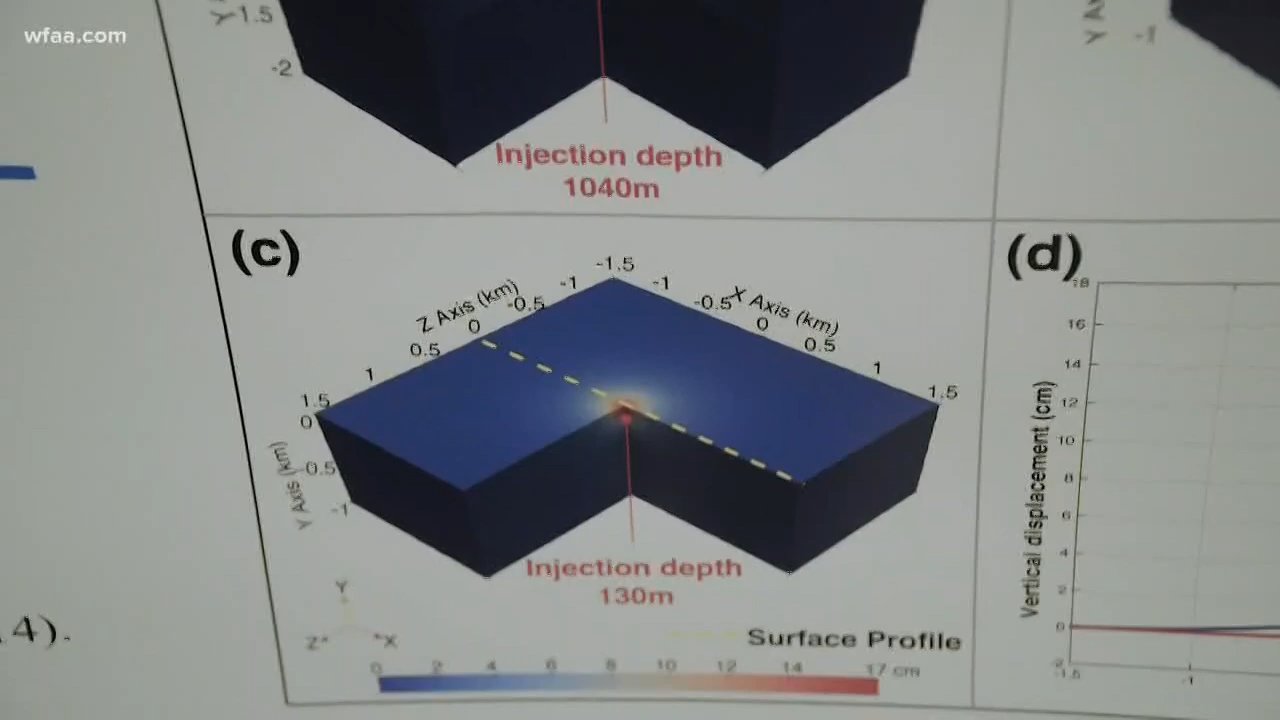 wfaa.com
1.5
-2
Injection depth
1040m
-1
(c)
-1.5
-1
-0.5
0
0.5
1
1.5
Z Axis (km)
-1
-0.5
0
0.5
1
1.5
X Axis (km)
0
-0.5
-1
Y Axis (km)
Injection depth
130m
Y
Z
X
Surface Profile
0 2 4 6 8 10 12 14 17 cm
4).
(d)
18
16
14
12
10
8
6
4
2
0
-2
Vertical displacement (cm)
-1.5
-1